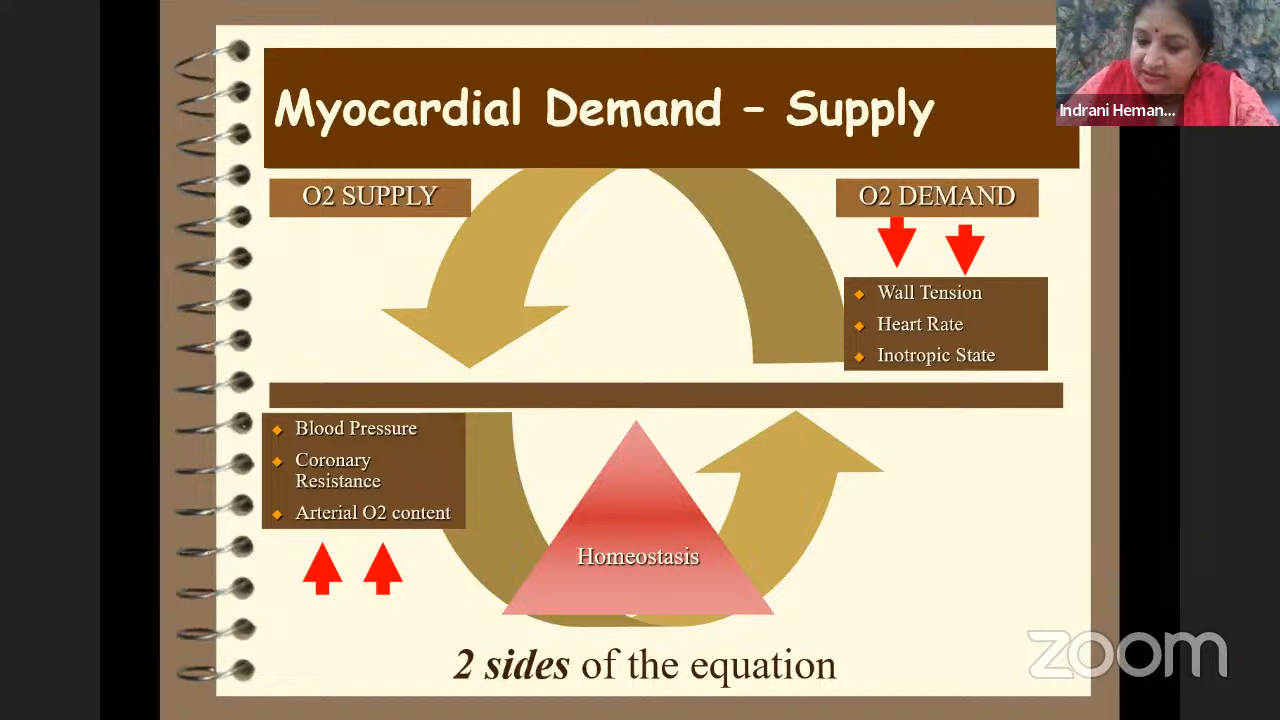 Myocardial Demand – Supply
Indrani Heman...
O2 SUPPLY
O2 DEMAND
Wall Tension
Heart Rate
Inotropic State
Blood Pressure
Coronary
Resistance
Arterial O2 content
Homeostasis
2 sides of the equation
zoom